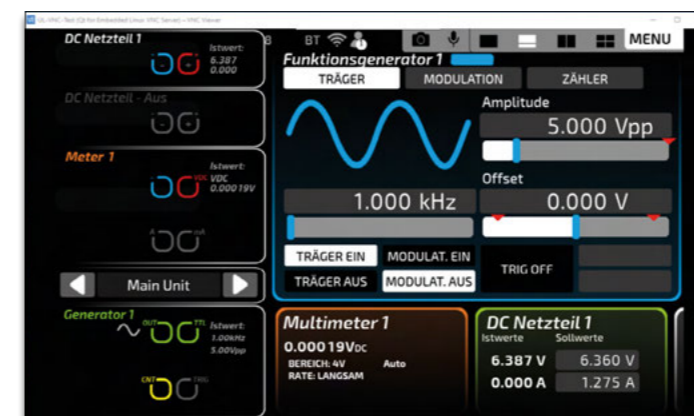 UL-VNC-Test (Qt for Embedded Linux VNC Server) – VNC Viewer
DC Netzteil 1
Istwert:
6.387
0.000
DC Netzteil - Aus
Meter 1
Istwert:
VDC
VDC
0.00019V
A
mA
Main Unit
Generator 1
OUT
TTL
Istwert:
1.00kHz
5.00Vpp
CNT
TRIG
BT
MENU
Funktionsgenerator 1
TRÄGER
MODULATION
ZÄHLER
Amplitude
5.000 Vpp
Offset
1.000 kHz
0.000 V
TRÄGER EIN
MODULAT. EIN
TRIG OFF
TRÄGER AUS
MODULAT. AUS
Multimeter 1
0.00019VDC
BEREICH: 4V Auto
RATE: LANGSAM
DC Netzteil 1
Istwerte Sollwerte
6.387 V 6.360 V
0.000 A 1.275 A